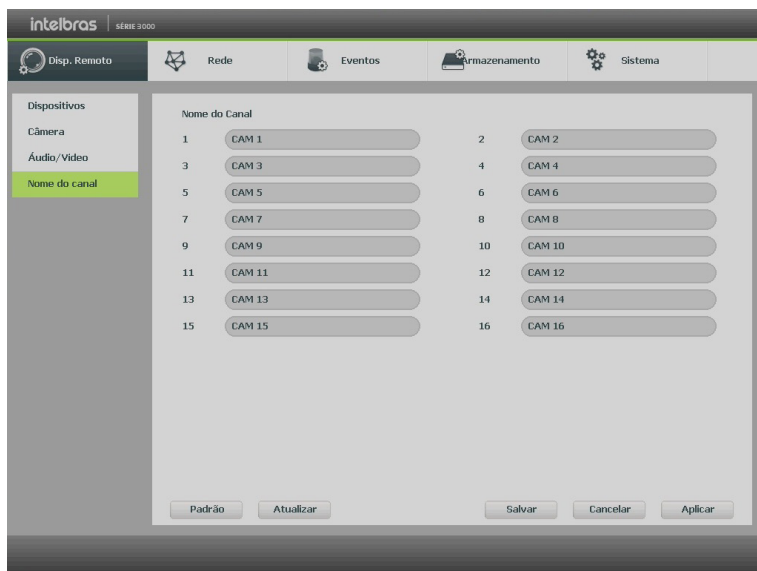 intelbras SÉRIE 3000
Disp. Remoto Rede Eventos Armazenamento Sistema
Dispositivos
Câmera
Áudio/Video
Nome do canal
Nome do Canal
1 CAM 1 2 CAM 2
3 CAM 3 4 CAM 4
5 CAM 5 6 CAM 6
7 CAM 7 8 CAM 8
9 CAM 9 10 CAM 10
11 CAM 11 12 CAM 12
13 CAM 13 14 CAM 14
15 CAM 15 16 CAM 16
Padrão Atualizar Salvar Cancelar Aplicar